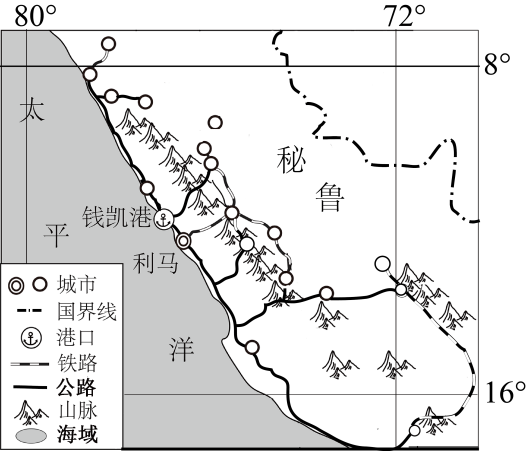 80°
72°
8°
太
平
洋
秘
鲁
钱凯港
利马
16°
城市
国界线
港口
铁路
公路
山脉
海域